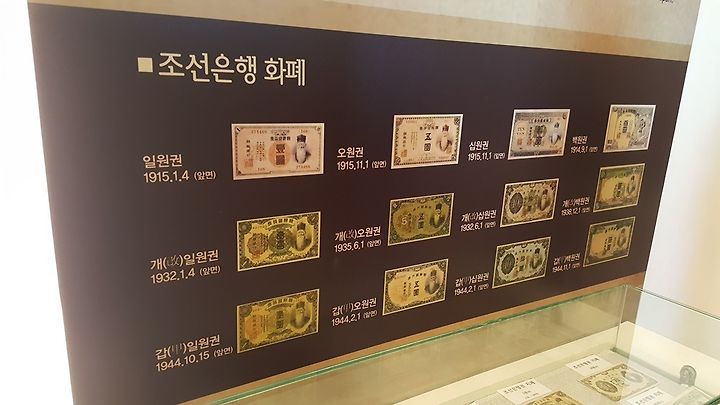 ■ 조선은행 화폐
일원권
1915.1.4 (앞면)
오원권
1915.11.1 (앞면)
십원권
1915.11.1 (앞면)
백원권
1914.9.1 (앞면)
개(改)일원권
1932.1.4 (앞면)
개(改)오원권
1935.6.1 (앞면)
개(改)십원권
1932.6.1 (앞면)
개(改)백원권
1938.12.1 (앞면)
갑(甲)일원권
1944.10.15 (앞면)
갑(甲)오원권
1944.2.1 (앞면)
갑(甲)십원권
1944.2.1 (앞면)
갑(甲)백원권
1944.11.1 (앞면)